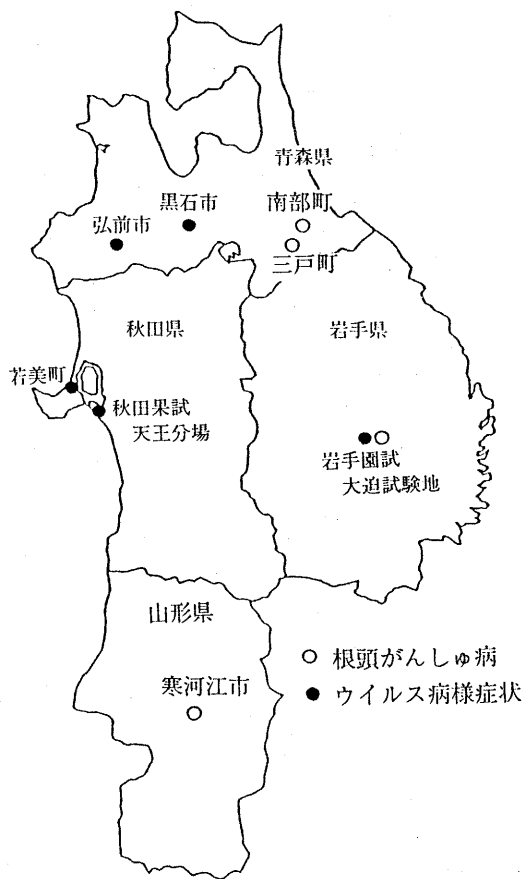 青森県
黒石市
南部町
弘前市
三戸町
秋田県
岩手県
若美町
秋田果試
天王分場
岩手園試
大迫試験地
山形県
○ 根頭がんしゅ病
寒河江市
● ウイルス病様症状